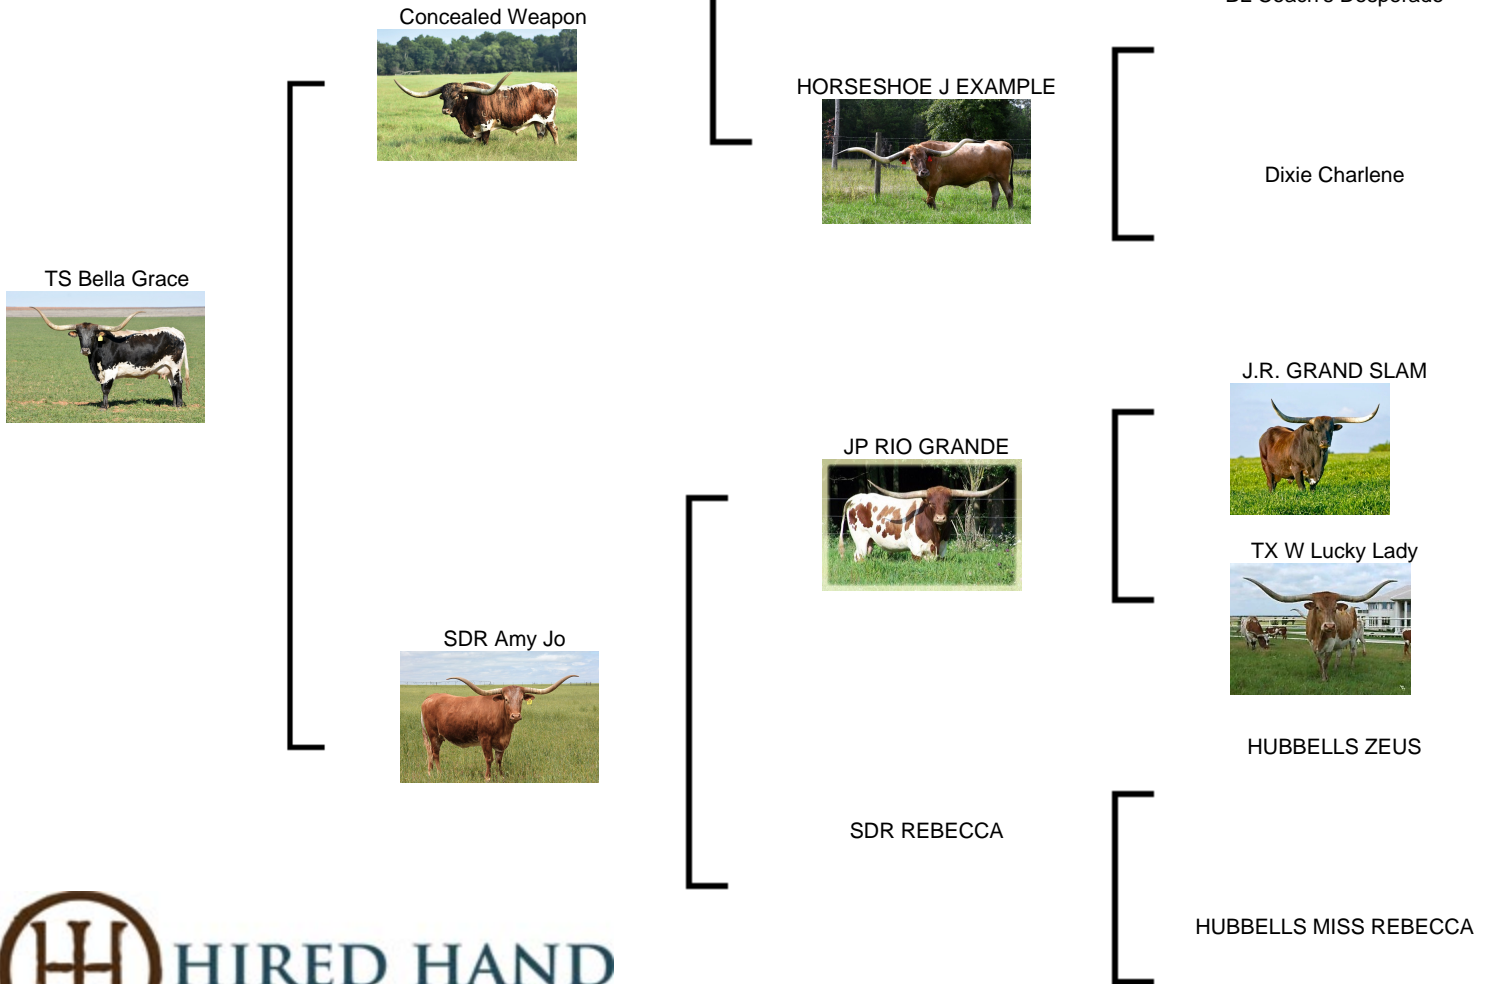 Concealed Weapon
HORSESHOE J EXAMPLE
Dixie Charlene
TS Bella Grace
J.R. GRAND SLAM
JP RIO GRANDE
TX W Lucky Lady
SDR Amy Jo
HUBBELLS ZEUS
SDR REBECCA
HUBBELLS MISS REBECCA
HIRED HAND